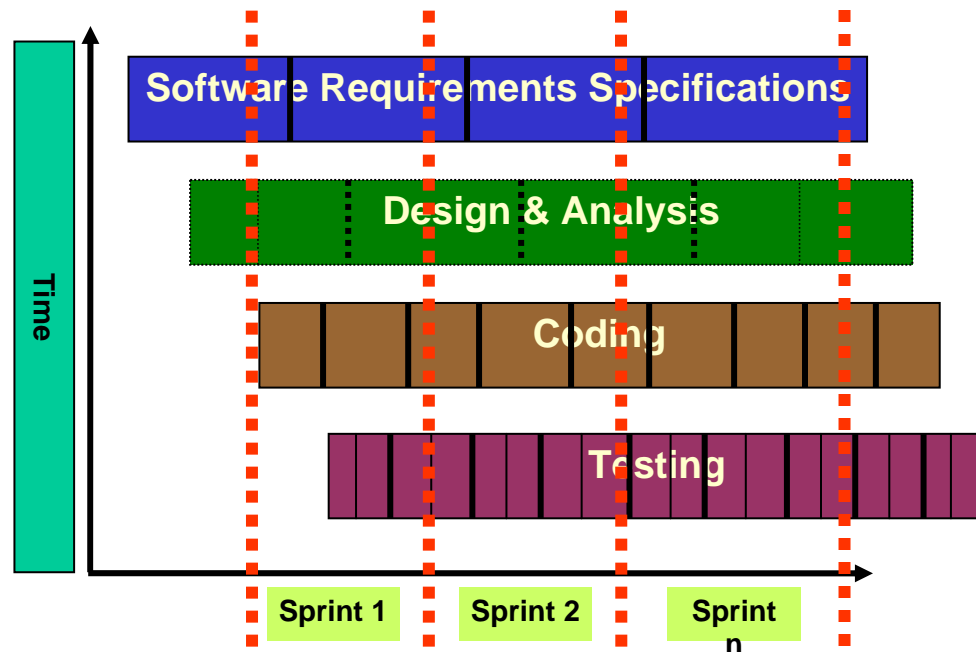 Software Requirements Specifications
Design & Analysis
Coding
Testing
Time
Sprint 1
Sprint 2
Sprint
n